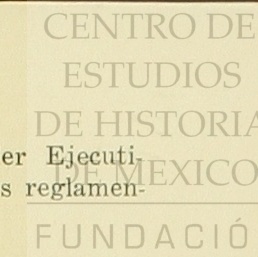 CENTRO DE
ESTUDIOS
DE HISTORIA
er Ejecuti-
DE MEXICO
s reglamen-
FUNDACIÓ